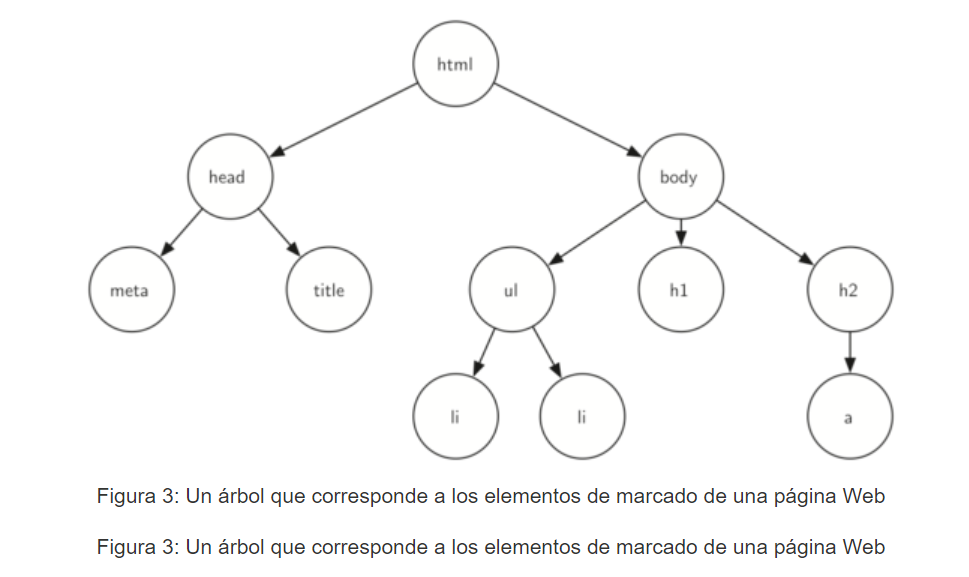 html
head
body
meta
title
ul
h1
h2
li
li
a
Figura 3: Un árbol que corresponde a los elementos de marcado de una página Web
Figura 3: Un árbol que corresponde a los elementos de marcado de una página Web